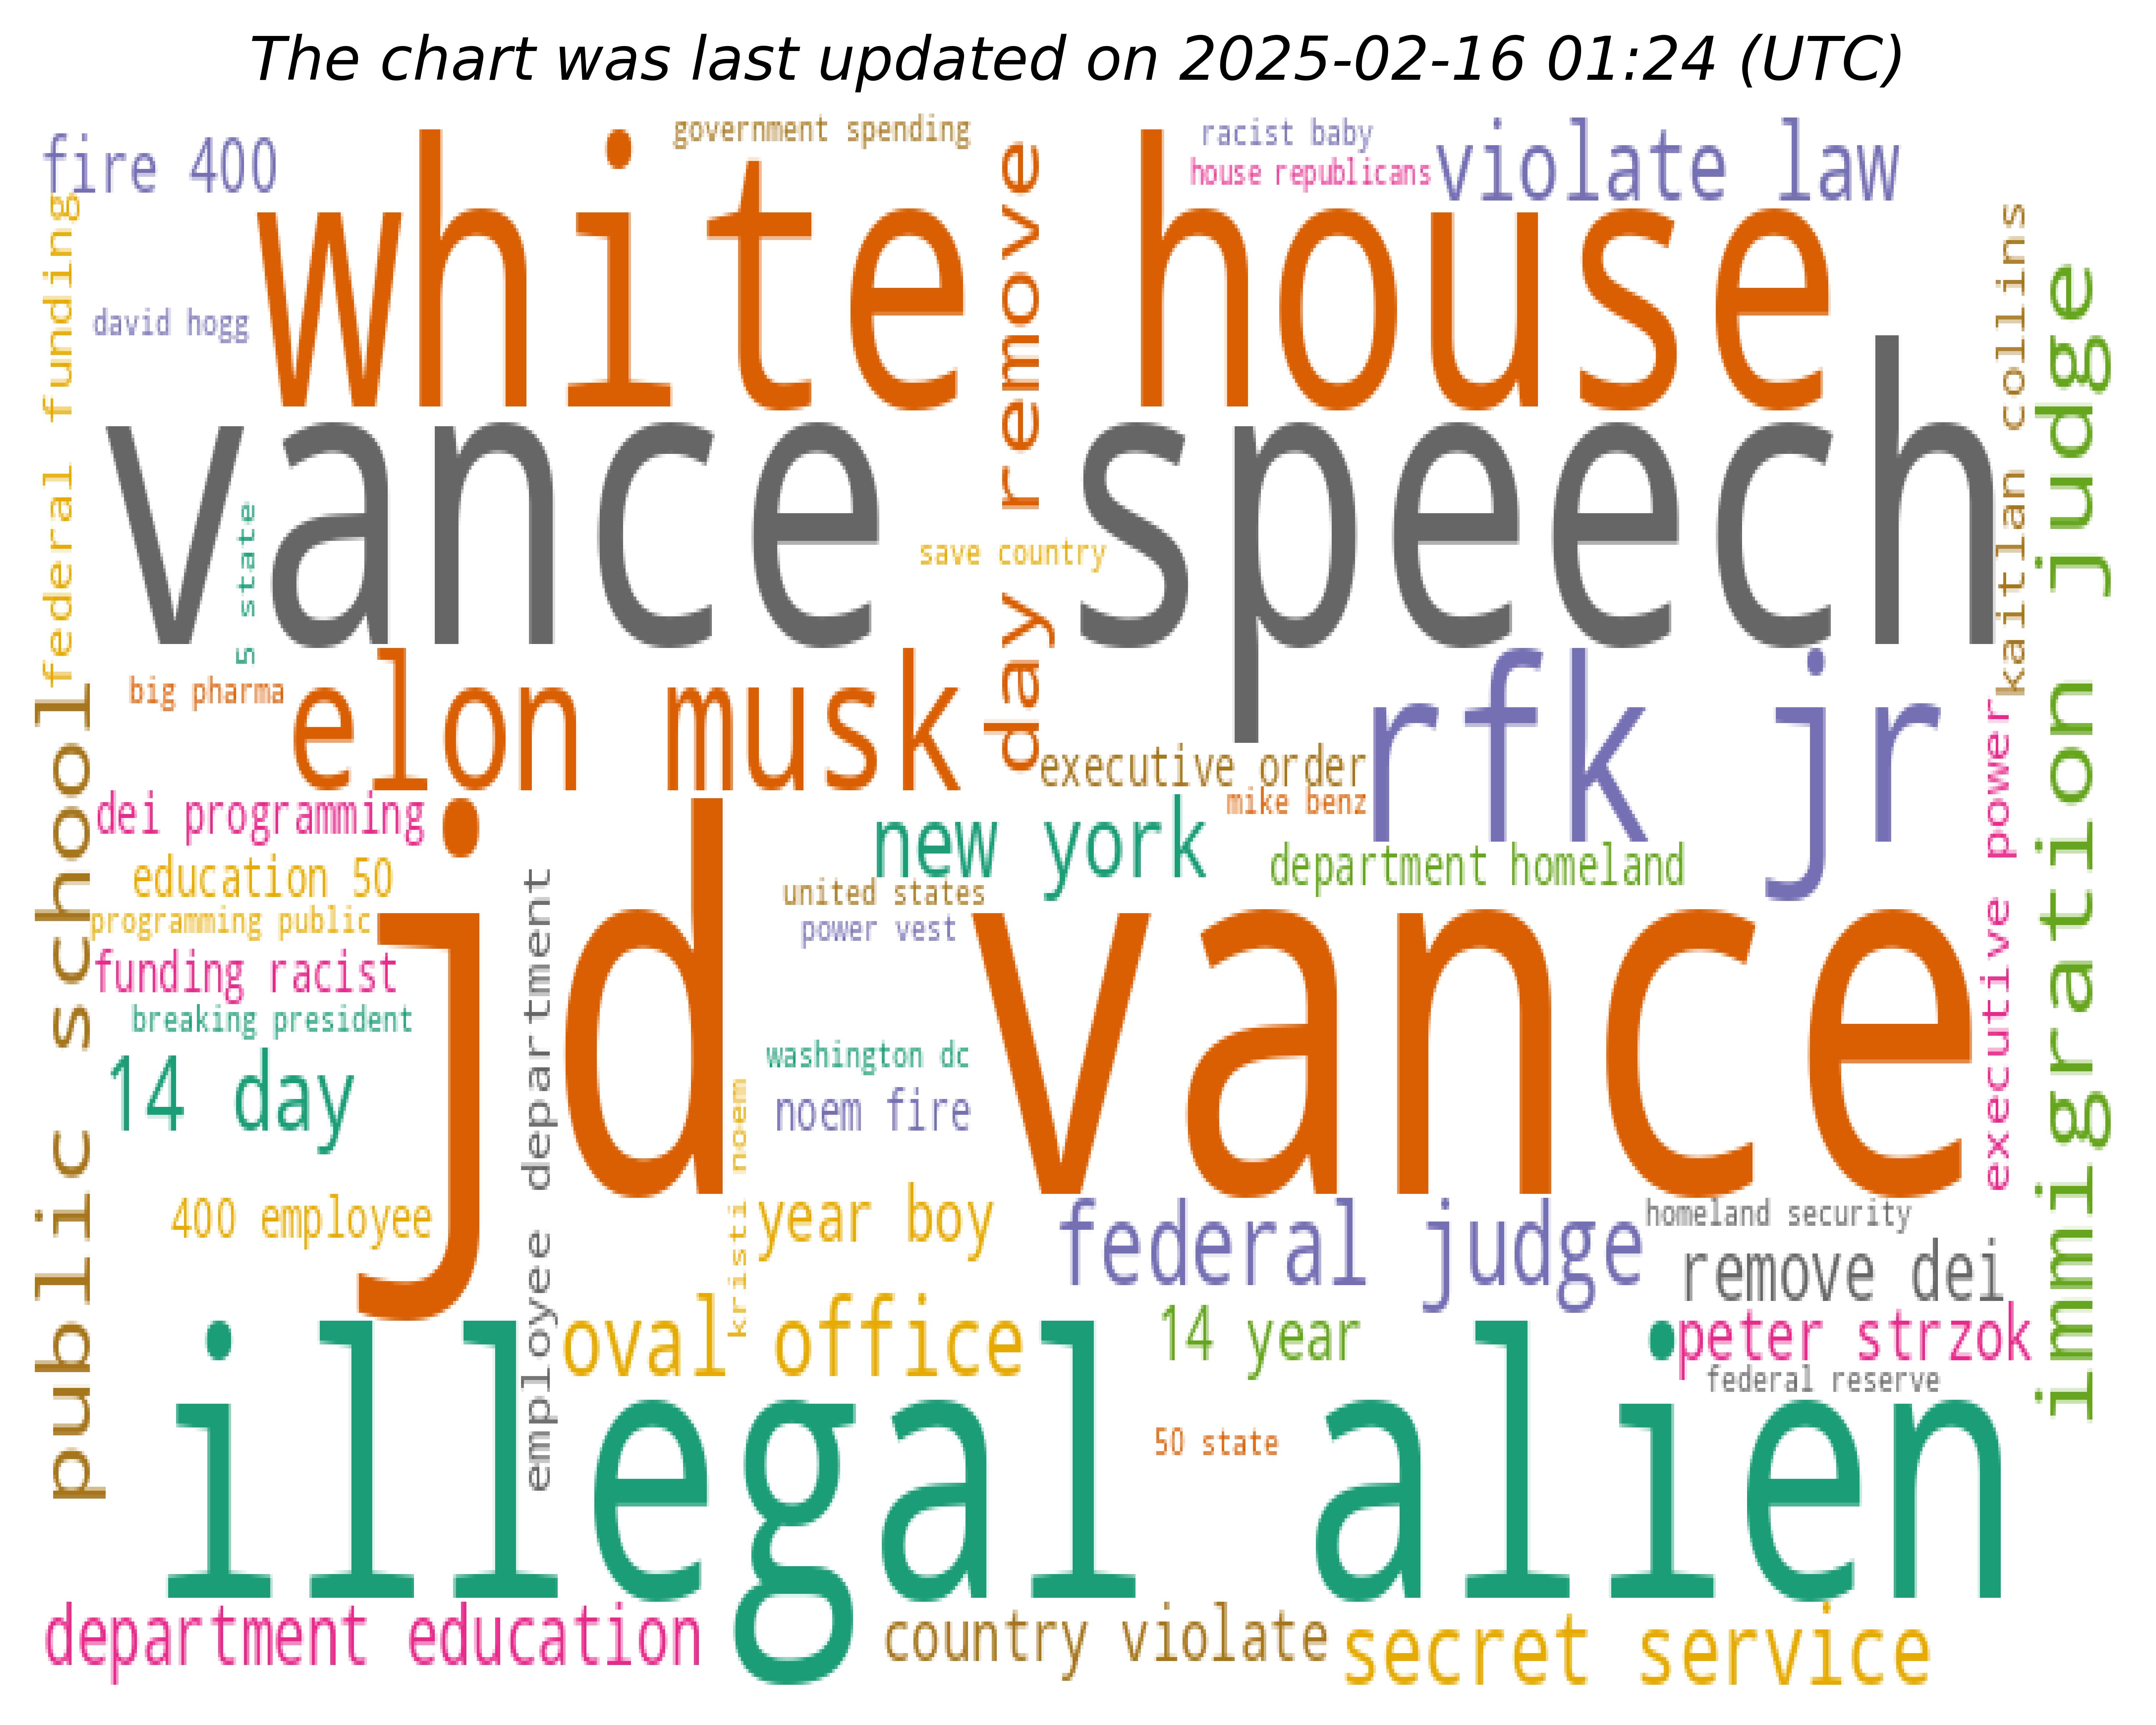 The chart was last updated on 2025-02-16 01:24 (UTC)
government spending
racist baby
fire 400
violate law
house republicans
white house
day remove
federal funding
kaitlan collins
immigration judge
david hogg
vance speech
5 state
save country
big pharma
elon musk
rfk jr
public school
executive order
mike benz
executive power
dei programming
new york
department homeland
education 50
united states
programming public
power vest
jd vance
funding racist
employee department
breaking president
washington dc
14 day
noem fire
kristi noem
400 employee
year boy
federal judge
homeland security
remove dei
oval office
14 year
peter strzok
federal reserve
illegal alien
50 state
department education
country violate
secret service